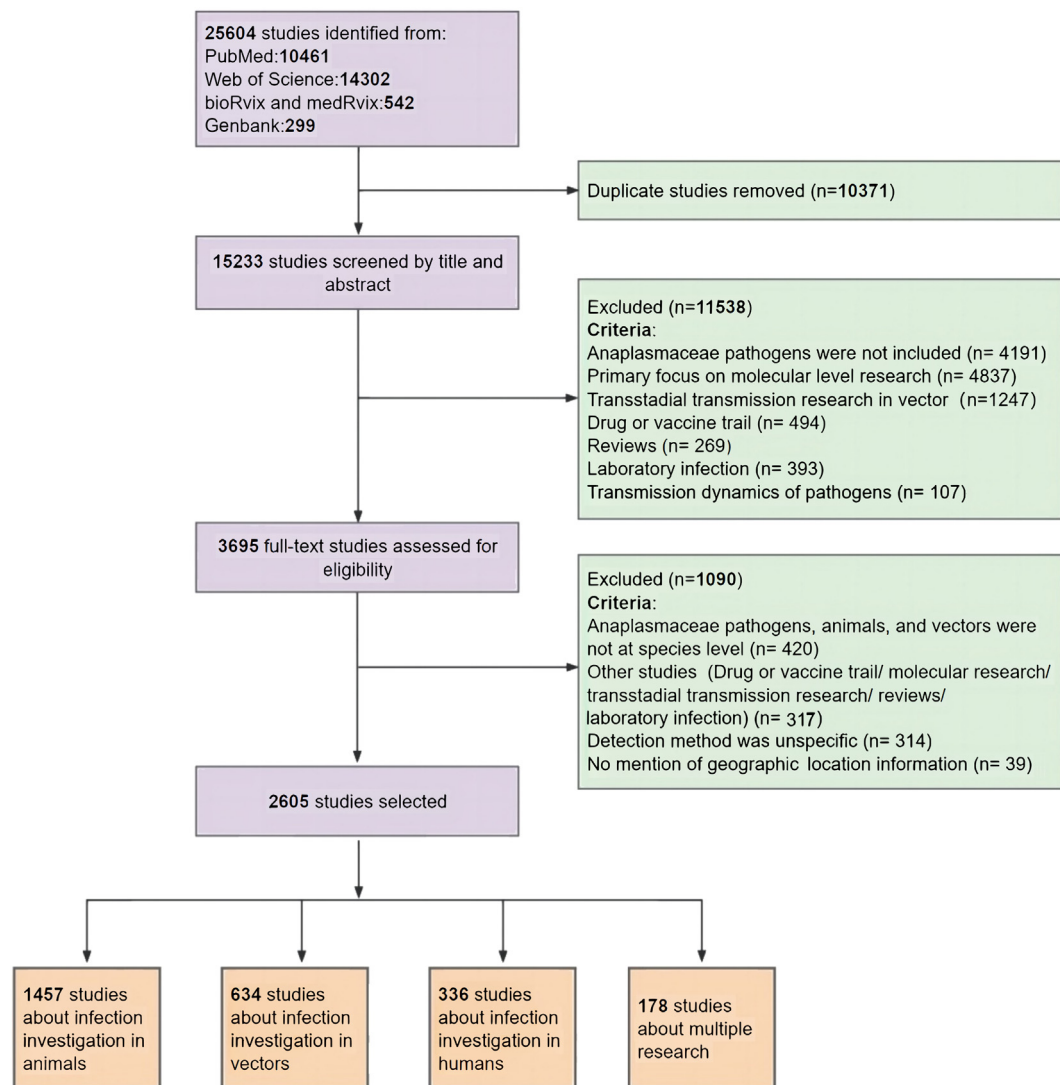 25604 studies identified from:
PubMed:10461
Web of Science:14302
bioRvix and medRvix:542
Genbank:299
Duplicate studies removed (n=10371)
15233 studies screened by title and
abstract
Excluded (n=11538)
Criteria:
Anaplasmaceae pathogens were not included (n= 4191)
Primary focus on molecular level research (n= 4837)
Transstadial transmission research in vector (n=1247)
Drug or vaccine trail (n= 494)
Reviews (n= 269)
Laboratory infection (n= 393)
Transmission dynamics of pathogens (n= 107)
3695 full-text studies assessed for
eligibility
Excluded (n=1090)
Criteria:
Anaplasmaceae pathogens, animals, and vectors were
not at species level (n= 420)
Other studies (Drug or vaccine trail/ molecular research/
transstadial transmission research/ reviews/
laboratory infection) (n= 317)
Detection method was unspecific (n= 314)
No mention of geographic location information (n= 39)
2605 studies selected
1457 studies
about infection
investigation in
animals
634 studies
about infection
investigation in
vectors
336 studies
about infection
investigation in
humans
178 studies
about multiple
research